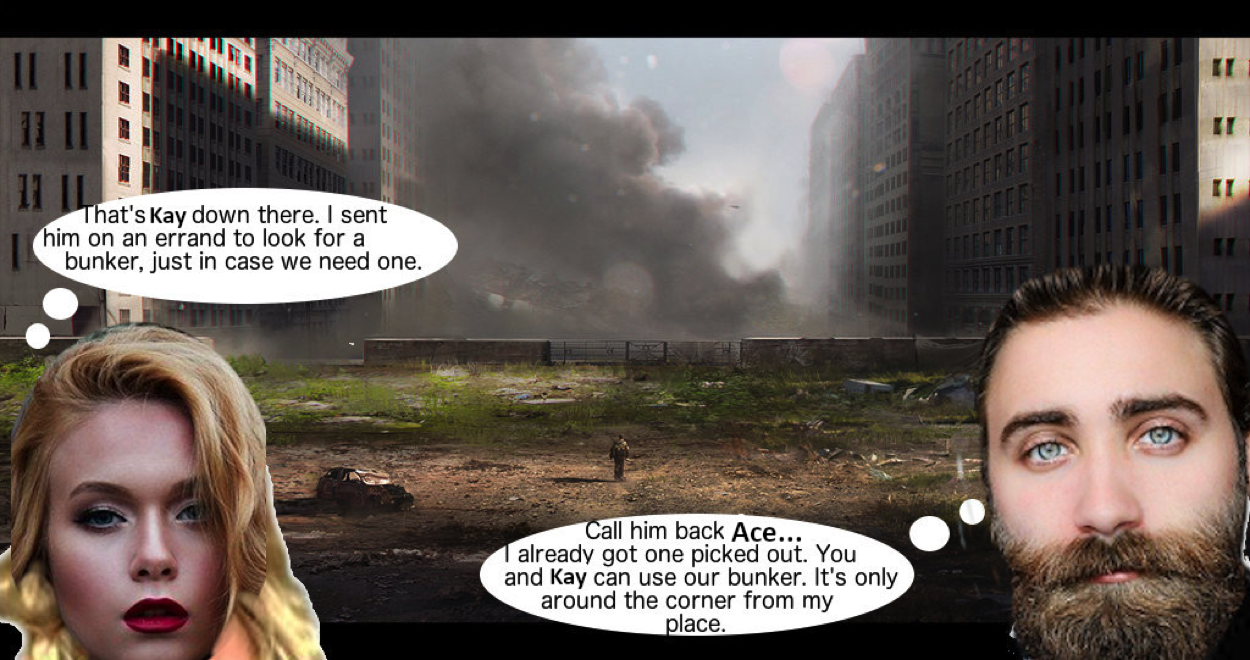 That's Kay down there. I sent
him on an errand to look for a
bunker, just in case we need one.
Call him back Ace...
I already got one picked out. You
and Kay can use our bunker. It's only
around the corner from my
place.